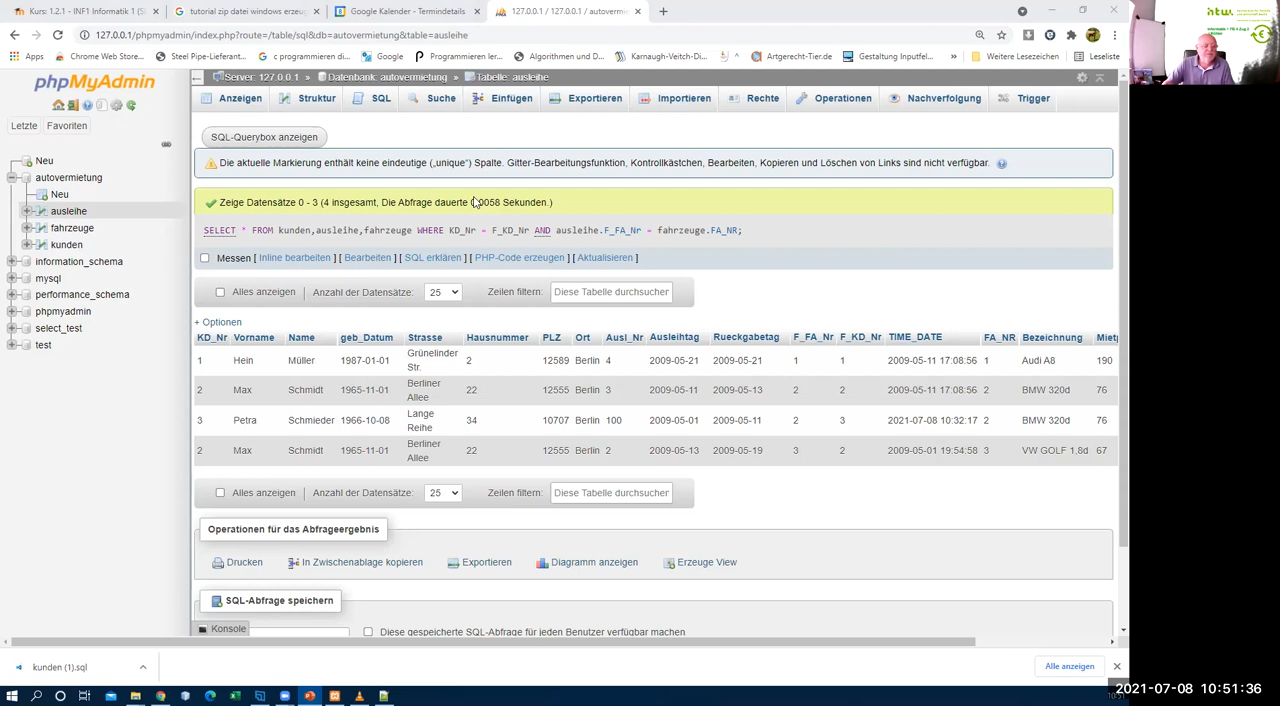 Kurs: 1.2.1 - INF1 Informatik 1 (S
tutorial zip datei windows erzeug
Google Kalender - Termindetails
127.0.0.1 / 127.0.0.1 / autoverm
127.0.0.1/phpmyadmin/index.php?route=/table/sql&db=autovermietung&table=ausleihe
Apps
Chrome Web Store
Steel Pro - Cattle...
c programmieren di...
Google
Programmieren ler...
Algorithmen und D...
Karnaugh-Veitch-Di...
Artgerecht-Tier.de
Gestaltung Inputfel...
»
Weitere Lesezeichen
Leseliste
phpMyAdmin
Server: 127.0.0.1 » Datenbank: autovermietung » Tabelle: ausleihe
Anzeigen Struktur SQL Suche Einfügen Exportieren Importieren Rechte Operationen Nachverfolgung Trigger
Letzte Favoriten
Neu
autovermietung
Neu
ausleihe
fahrzeuge
kunden
information_schema
mysql
performance_schema
phpmyadmin
select_test
test
SQL-Querybox anzeigen
Die aktuelle Markierung enthält keine eindeutige („unique“) Spalte. Gitter-Bearbeitungsfunktion, Kontrollkästchen, Bearbeiten, Kopieren und Löschen von Links sind nicht verfügbar.
Zeige Datensätze 0 - 3 (4 insgesamt, Die Abfrage dauerte 0,0058 Sekunden.)
SELECT * FROM kunden,ausleihe,fahrzeuge WHERE KD_Nr = F_KD_Nr AND ausleihe.F_FA_Nr = fahrzeuge.FA_NR;
Messen [ Inline bearbeiten ] [ Bearbeiten ] [ SQL erklären ] [ PHP-Code erzeugen ] [ Aktualisieren ]
Alles anzeigen | Anzahl der Datensätze: 25 Zeilen filtern: Diese Tabelle durchsuchen
+ Optionen
KD_Nr Vorname Name geb_Datum Strasse Hausnummer PLZ Ort Ausl_Nr Ausleihtag Rueckgabetag F_FA_Nr F_KD_Nr TIME_DATE FA_NR Bezeichnung Mietp
1 Hein Müller 1987-01-01 Grünelinder Str. 2 12589 Berlin 4 2009-05-21 2009-05-21 1 1 2009-05-11 17:08:56 1 Audi A8 190
2 Max Schmidt 1965-11-01 Berliner Allee 22 12555 Berlin 3 2009-05-11 2009-05-13 2 2 2009-05-11 17:08:56 2 BMW 320d 76
3 Petra Schmieder 1966-10-08 Lange Reihe 34 10707 Berlin 100 2009-05-01 2009-05-11 2 3 2021-07-08 10:32:17 2 BMW 320d 76
2 Max Schmidt 1965-11-01 Berliner Allee 22 12555 Berlin 2 2009-05-13 2009-05-19 3 2 2009-05-01 19:54:58 3 VW GOLF 1,8d 67
Alles anzeigen | Anzahl der Datensätze: 25 Zeilen filtern: Diese Tabelle durchsuchen
Operationen für das Abfrageergebnis
Drucken In Zwischenablage kopieren Exportieren Diagramm anzeigen Erzeuge View
SQL-Abfrage speichern
Konsole
Diese gespeicherte SQL-Abfrage für jeden Benutzer verfügbar machen
kunden (1).sql
Alle anzeigen
2021-07-08 10:51:36
htw